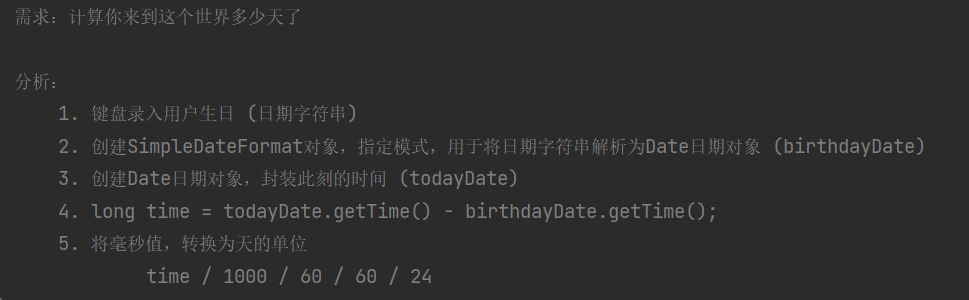 需求: 计算你来到这个世界多少天了
分析:
1. 键盘录入用户生日 (日期字符串)
2. 创建SimpleDateFormat对象, 指定模式, 用于将日期字符串解析为Date日期对象 (birthdayDate)
3. 创建Date日期对象, 封装此刻的时间 (todayDate)
4. long time = todayDate.getTime() - birthdayDate.getTime();
5. 将毫秒值, 转换为天的单位
time / 1000 / 60 / 60 / 24